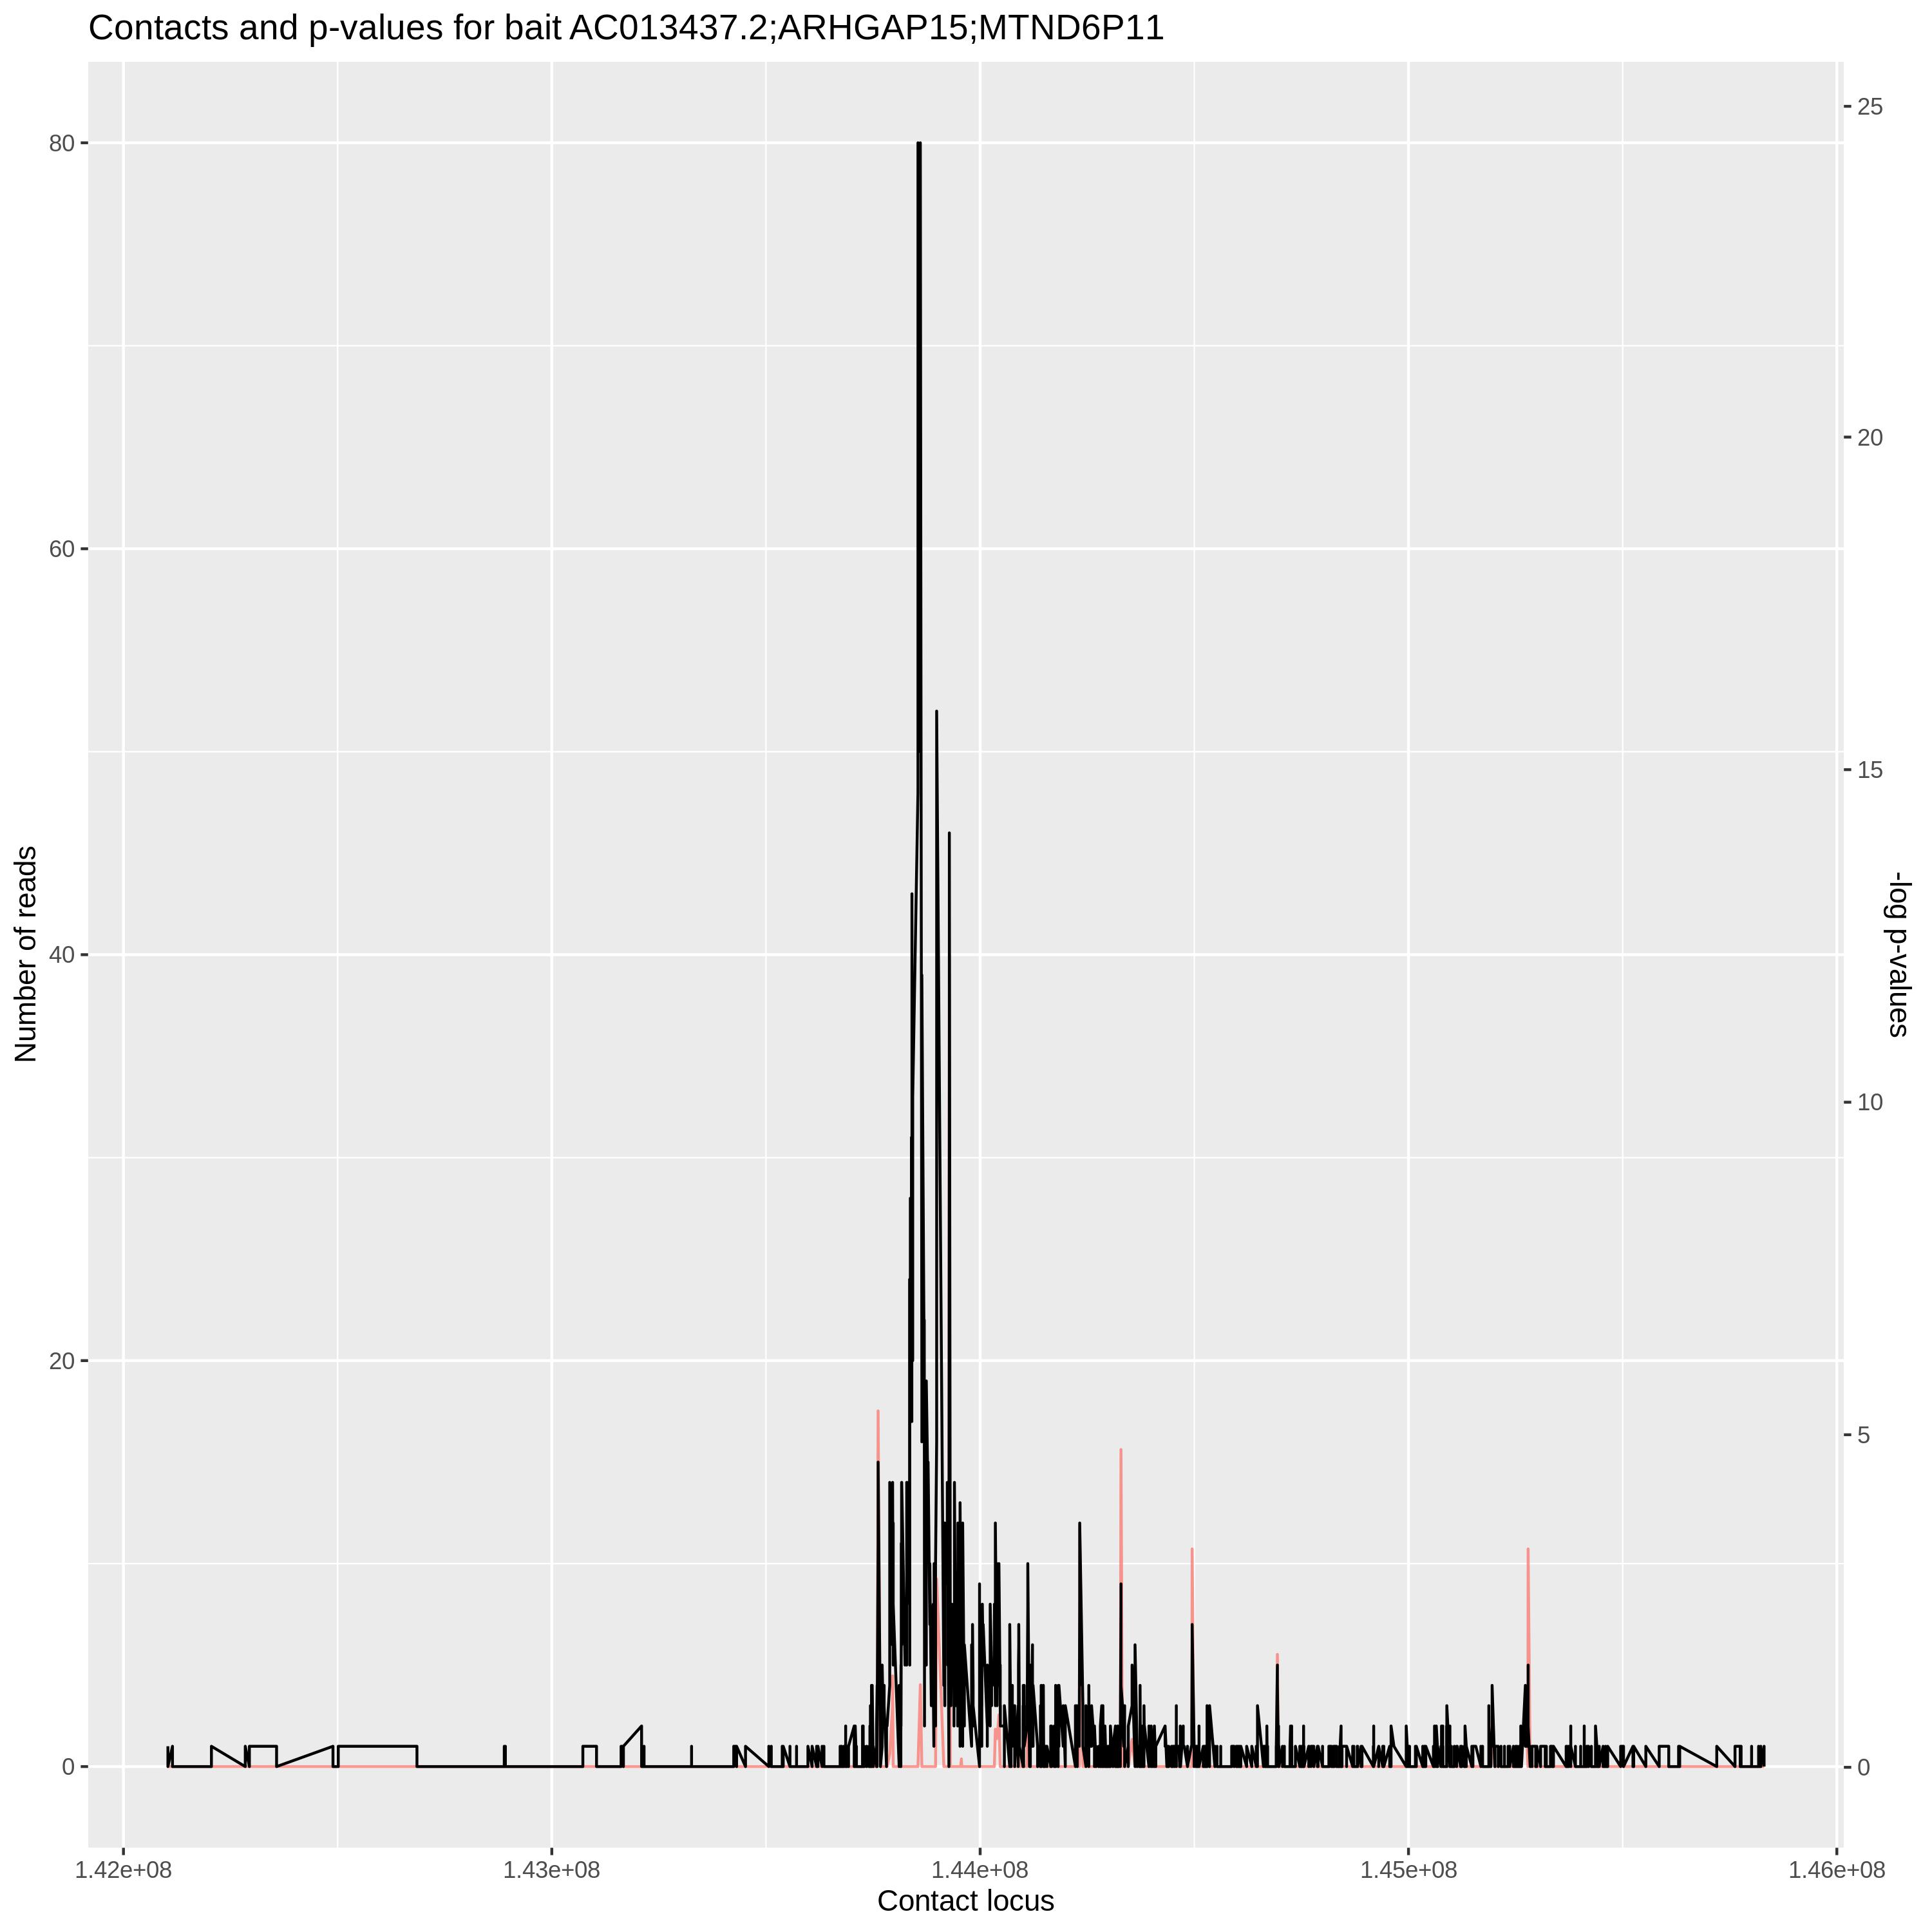 Contacts and p-values for bait AC013437.2;ARHGAP15;MTND6P11
80
60
40
20
0
Number of reads
25
20
15
10
5
0
-log p-values
1.42e+08
1.43e+08
1.44e+08
1.45e+08
1.46e+08
Contact locus